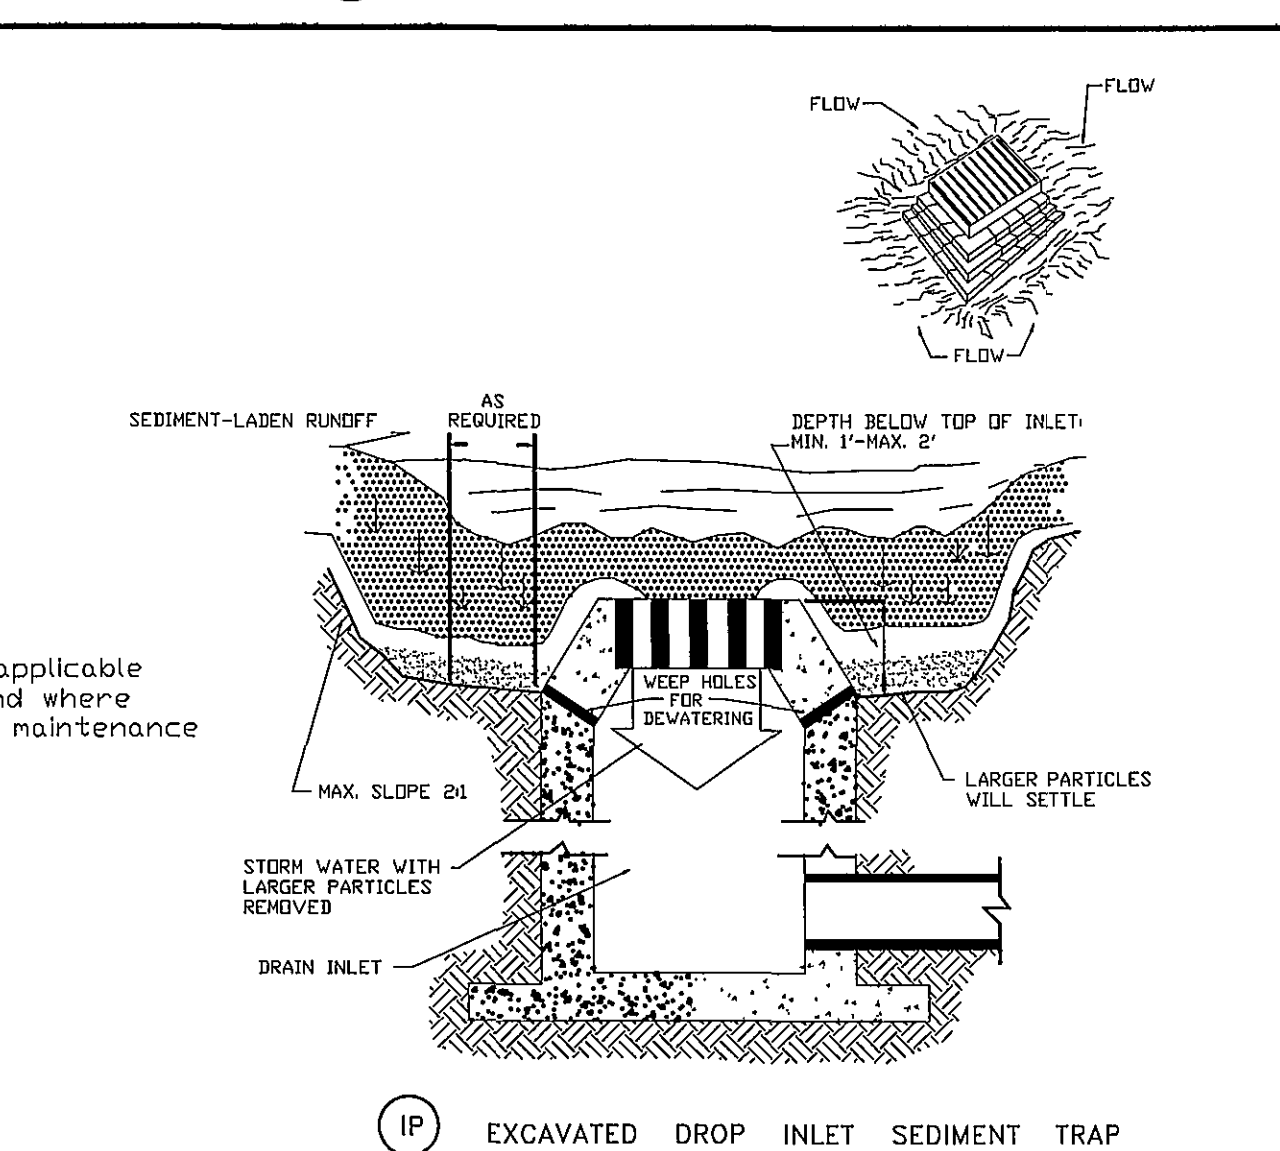 FLOW
FLOW
FLOW
SEDIMENT-LADEN RUNOFF
AS
REQUIRED
DEPTH BELOW TOP OF INLET:
MIN. 1'-MAX. 2'
applicable
nd where
maintenance
WEEP HOLES
FOR
DEWATERING
MAX. SLOPE 2:1
LARGER PARTICLES
WILL SETTLE
STORM WATER WITH
LARGER PARTICLES
REMOVED
DRAIN INLET
IP
EXCAVATED DROP INLET SEDIMENT TRAP